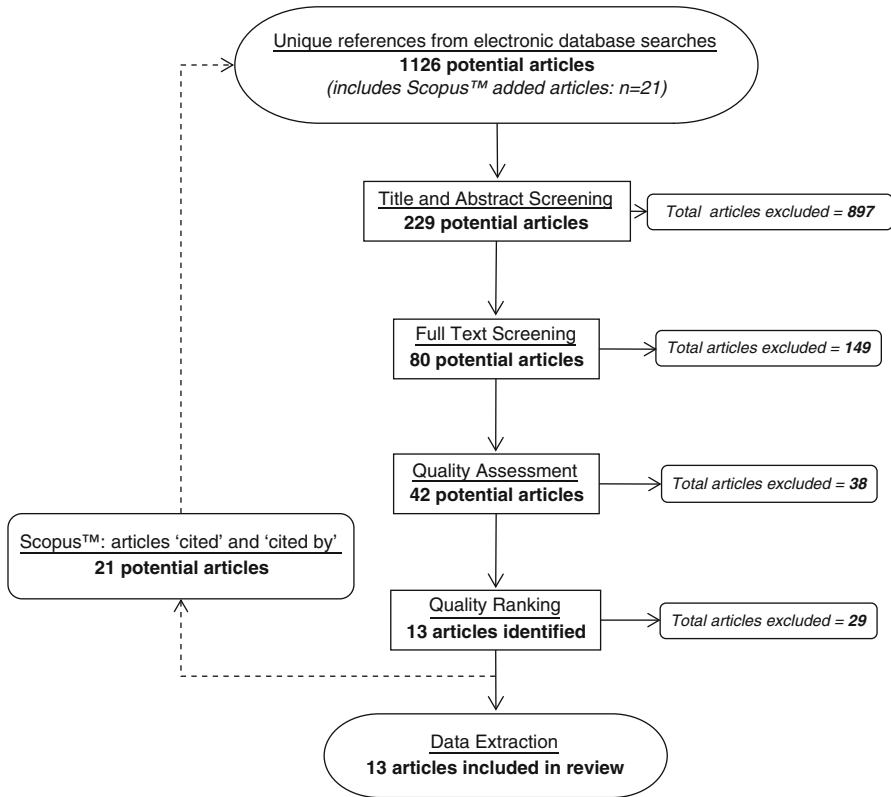 Unique references from electronic database searches
1126 potential articles
(includes Scopus™ added articles: n=21)
Title and Abstract Screening
229 potential articles
Total articles excluded = 897
Full Text Screening
80 potential articles
Total articles excluded = 149
Quality Assessment
42 potential articles
Total articles excluded = 38
Scopus™: articles ‘cited’ and ‘cited by’
21 potential articles
Quality Ranking
13 articles identified
Total articles excluded = 29
Data Extraction
13 articles included in review